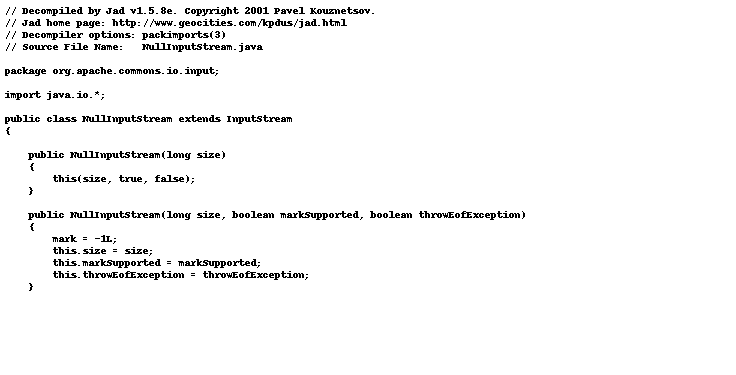 // Decompiled by Jad v1.5.8e. Copyright 2001 Pavel Kouznetsov.
// Jad home page: http://www.geocities.com/kpdus/jad.html
// Decompiler options: packimports(3)
// Source File Name:   NullInputStream.java

package org.apache.commons.io.input;

import java.io.*;

public class NullInputStream extends InputStream
{

    public NullInputStream(long size)
    {
        this(size, true, false);
    }

    public NullInputStream(long size, boolean markSupported, boolean throwEofException)
    {
        mark = -1L;
        this.size = size;
        this.markSupported = markSupported;
        this.throwEofException = throwEofException;
    }